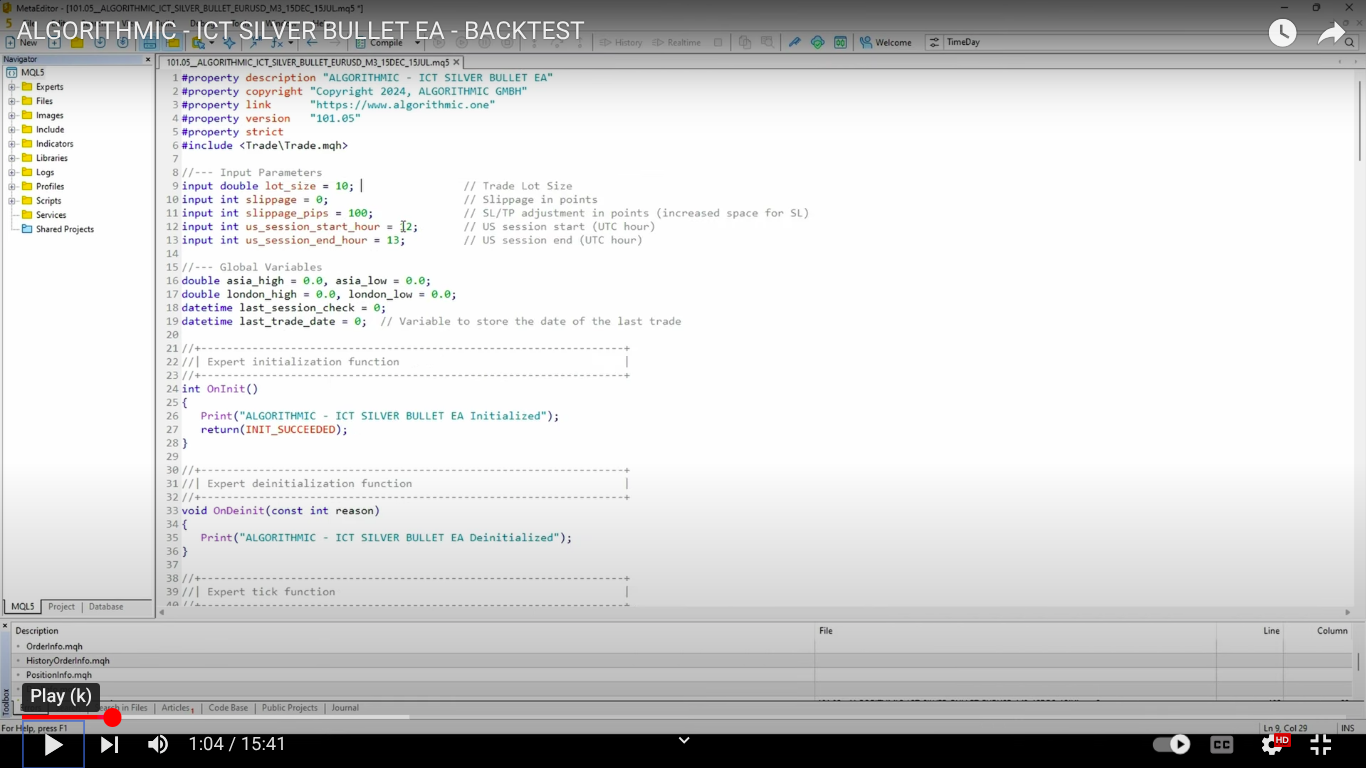 MetaEditor - [101.05__ALGORITHMIC_ICT_SILVER_BULLET_EURUSD_M3_15DEC_15JUL.mq5 *]
ALGORITHMIC - ICT SILVER BULLET EA - BACKTEST
New
Compile
History
Realtime
Welcome
TimeDay
Navigator
101.05__ALGORITHMIC_ICT_SILVER_BULLET_EURUSD_M3_15DEC_15JUL.mq5
MQL5
Experts
Files
Images
Include
Indicators
Libraries
Logs
Profiles
Scripts
Services
Shared Projects
1 #property description "ALGORITHMIC - ICT SILVER BULLET EA"
2 #property copyright "Copyright 2024, ALGORITHMIC GMBH"
3 #property link "https://www.algorithmic.one"
4 #property version "101.05"
5 #property strict
6 #include <Trade\Trade.mqh>
7
8 //--- Input Parameters
9 input double lot_size = 10; // Trade Lot Size
10 input int slippage = 0; // Slippage in points
11 input int slippage_pips = 100; // SL/TP adjustment in points (increased space for SL)
12 input int us_session_start_hour = 12; // US session start (UTC hour)
13 input int us_session_end_hour = 13; // US session end (UTC hour)
14
15 //--- Global Variables
16 double asia_high = 0.0, asia_low = 0.0;
17 double london_high = 0.0, london_low = 0.0;
18 datetime last_session_check = 0;
19 datetime last_trade_date = 0; // Variable to store the date of the last trade
20
21 //+------------------------------------------------------------------+
22 //| Expert initialization function |
23 //+------------------------------------------------------------------+
24 int OnInit()
25 {
26 Print("ALGORITHMIC - ICT SILVER BULLET EA Initialized");
27 return(INIT_SUCCEEDED);
28 }
29
30 //+------------------------------------------------------------------+
31 //| Expert deinitialization function |
32 //+------------------------------------------------------------------+
33 void OnDeinit(const int reason)
34 {
35 Print("ALGORITHMIC - ICT SILVER BULLET EA Deinitialized");
36 }
37
38 //+------------------------------------------------------------------+
39 //| Expert tick function |
40 //+------------------------------------------------------------------+
MQL5 Project Database
Description File Line Column
OrderInfo.mqh
HistoryOrderInfo.mqh
PositionInfo.mqh
Play (k)
Toolbox
in Files Articles Code Base Public Projects Journal
For Help, press F1
Ln 9, Col 29 INS
1:04 / 15:41
CC
HD